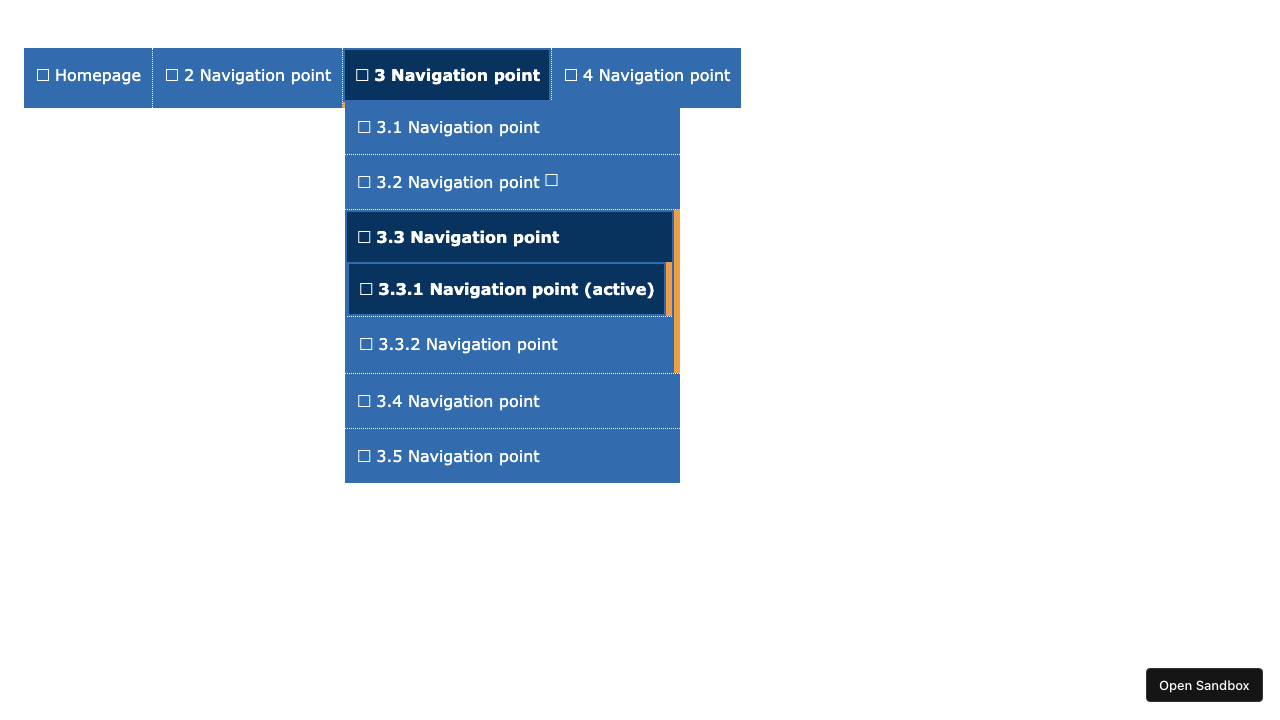 ☐ Homepage ☐ 2 Navigation point ☐ 3 Navigation point ☐ 4 Navigation point
☐ 3.1 Navigation point
☐ 3.2 Navigation point ☐
☐ 3.3 Navigation point
☐ 3.3.1 Navigation point (active)
☐ 3.3.2 Navigation point
☐ 3.4 Navigation point
☐ 3.5 Navigation point
Open Sandbox